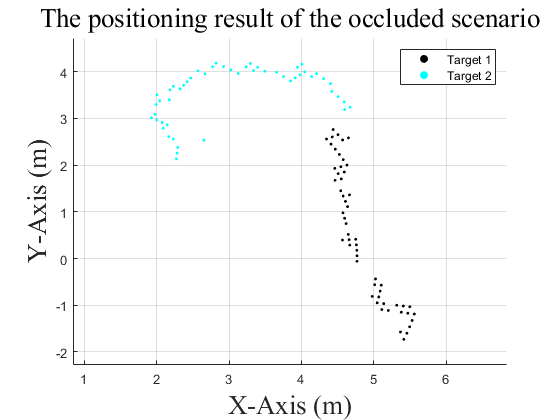 The positioning result of the occluded scenario
Target 1
Target 2
Y-Axis (m)
4
3
2
1
0
-1
-2
1 2 3 4 5 6
X-Axis (m)